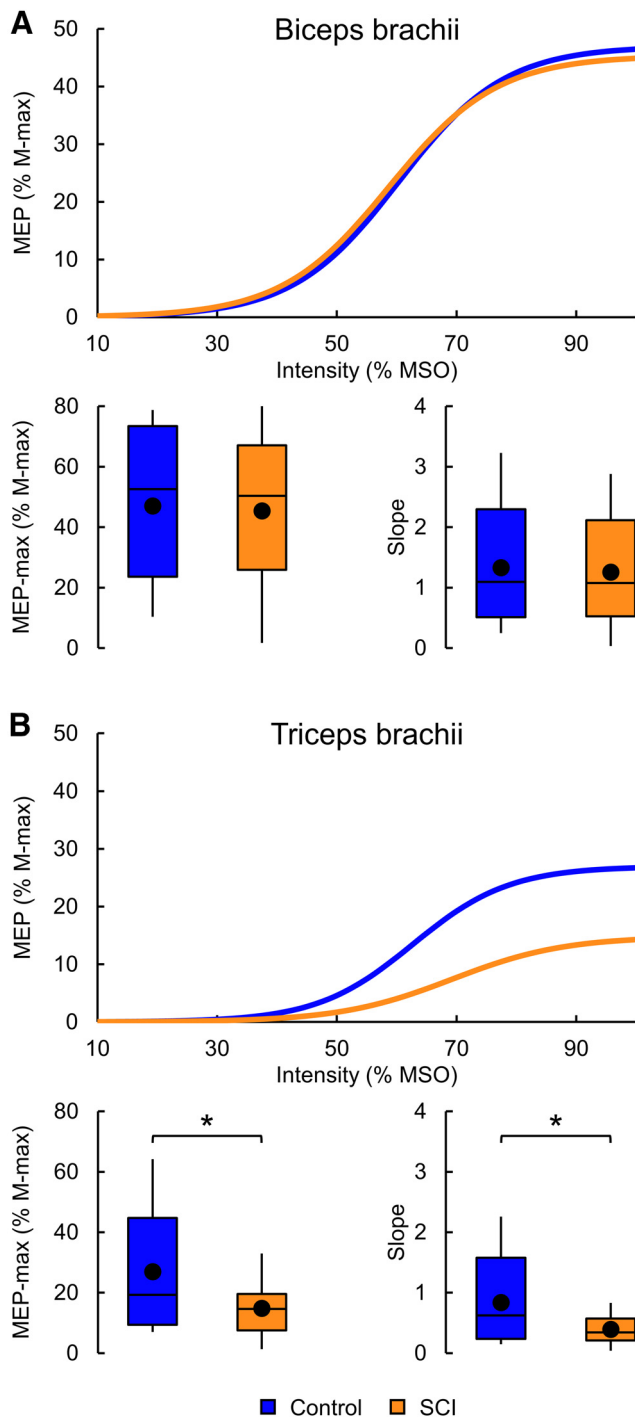 A
Biceps brachii
MEP (% M-max)
50
40
30
20
10
0
10 30 50 70 90
Intensity (% MSO)
MEP-max (% M-max)
80
60
40
20
0
Slope
4
3
2
1
0
B
Triceps brachii
MEP (% M-max)
50
40
30
20
10
0
10 30 50 70 90
Intensity (% MSO)
MEP-max (% M-max)
80
60
40
20
0
*
Slope
4
3
2
1
0
*
Control SCI